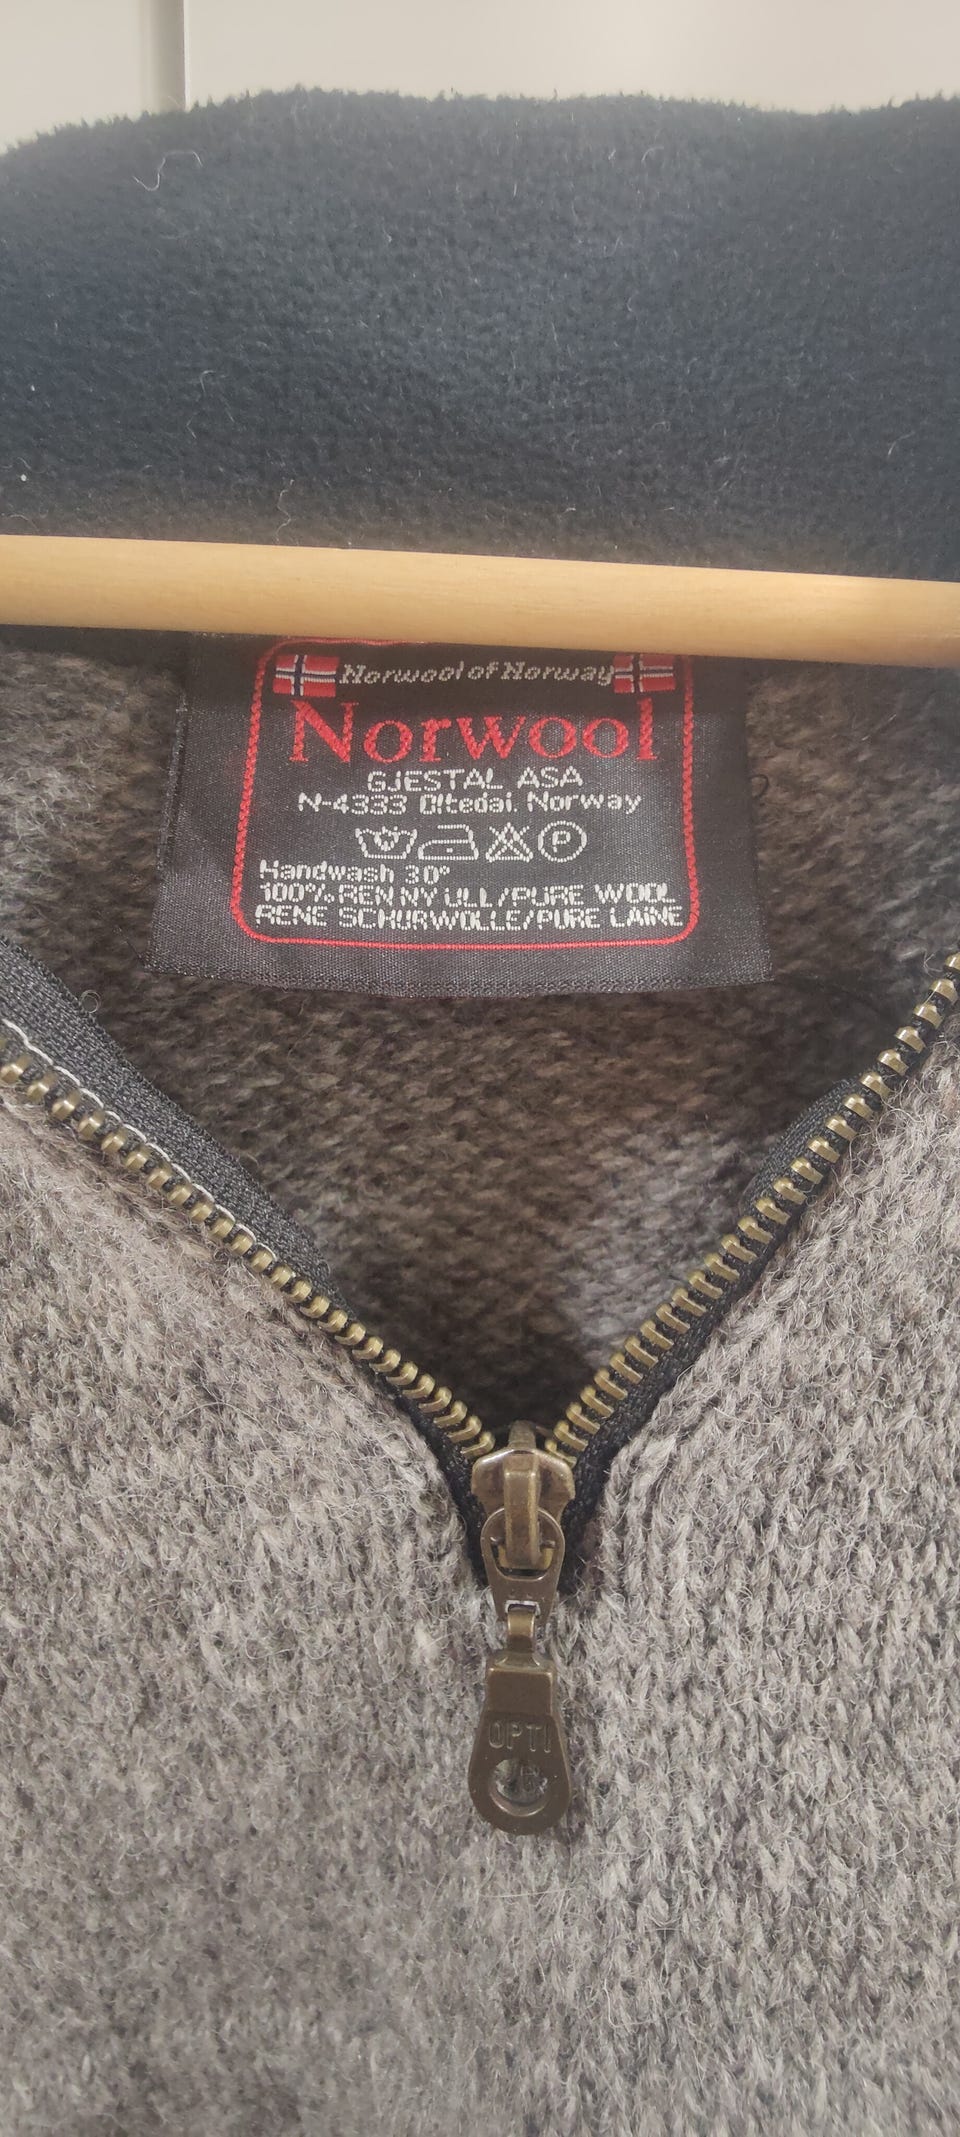 Norwool of Norway
Norwool
GJESTAL ASA
N-4333 Oltedal, Norway
P
Handwash 30°
100% REN NY ULL/PURE WOOL
RENE SCHURWOLLE/PURE LAINE
OPTI